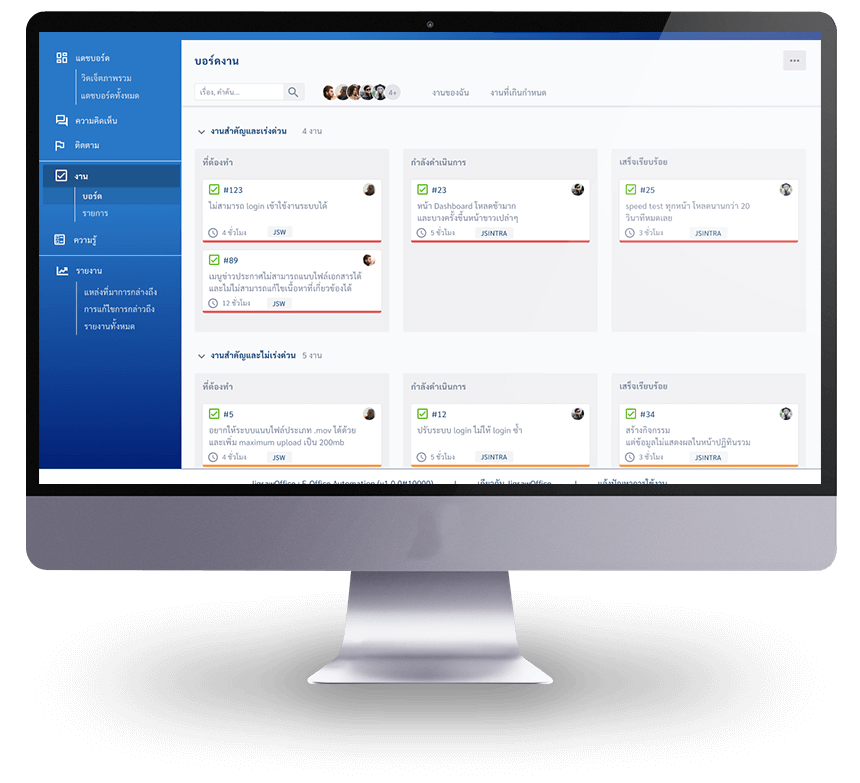 แดชบอร์ด
วิดเจ็ตภาพรวม
แดชบอร์ดทั้งหมด
ความคิดเห็น
ติดตาม
งาน
บอร์ด
รายการ
ความรู้
รายงาน
แหล่งที่มาการกล่างถึง
การแก้ไขการกล่าวถึง
รายงานทั้งหมด
บอร์ดงาน
เรื่อง, คำค้น...
4+
งานของฉัน
งานที่เกินกำหนด
งานสำคัญและเร่งด่วน 4 งาน
ที่ต้องทำ
#123
ไม่สามารถ login เข้าใช้งานระบบได้
4 ชั่วโมง JSW
#89
เมนูข่าวประกาศไม่สามารถแนบไฟล์เอกสารได้
และไม่ไม่สามารถแก้ไขเนื้อหาที่เกี่ยวข้องได้
12 ชั่วโมง JSW
กำลังดำเนินการ
#23
หน้า Dashboard โหลดช้ามาก
และบางครั้งขึ้นหน้าขาวเปล่าๆ
5 ชั่วโมง JSINTRA
เสร็จเรียบร้อย
#25
speed test ทุกหน้า โหลดนานกว่า 20
วินาทีหมดเลย
3 ชั่วโมง JSINTRA
งานสำคัญและไม่เร่งด่วน 5 งาน
ที่ต้องทำ
#5
อยากให้ระบบแนบไฟล์ประเภท .mov ได้ด้วย
และเพิ่ม maximum upload เป็น 200mb
4 ชั่วโมง JSW
กำลังดำเนินการ
#12
ปรับระบบ login ไม่ให้ login ซ้ำ
5 ชั่วโมง JSINTRA
เสร็จเรียบร้อย
#34
สร้างกิจกรรม
แต่ข้อมูลไม่แสดงผลในหน้าปฏิทินรวม
3 ชั่วโมง JSINTRA
JigsawOffice : E-Office Automation (v1.0.0#10000) | เกี่ยวกับ JigsawOffice | แจ้งปัญหาการใช้งาน